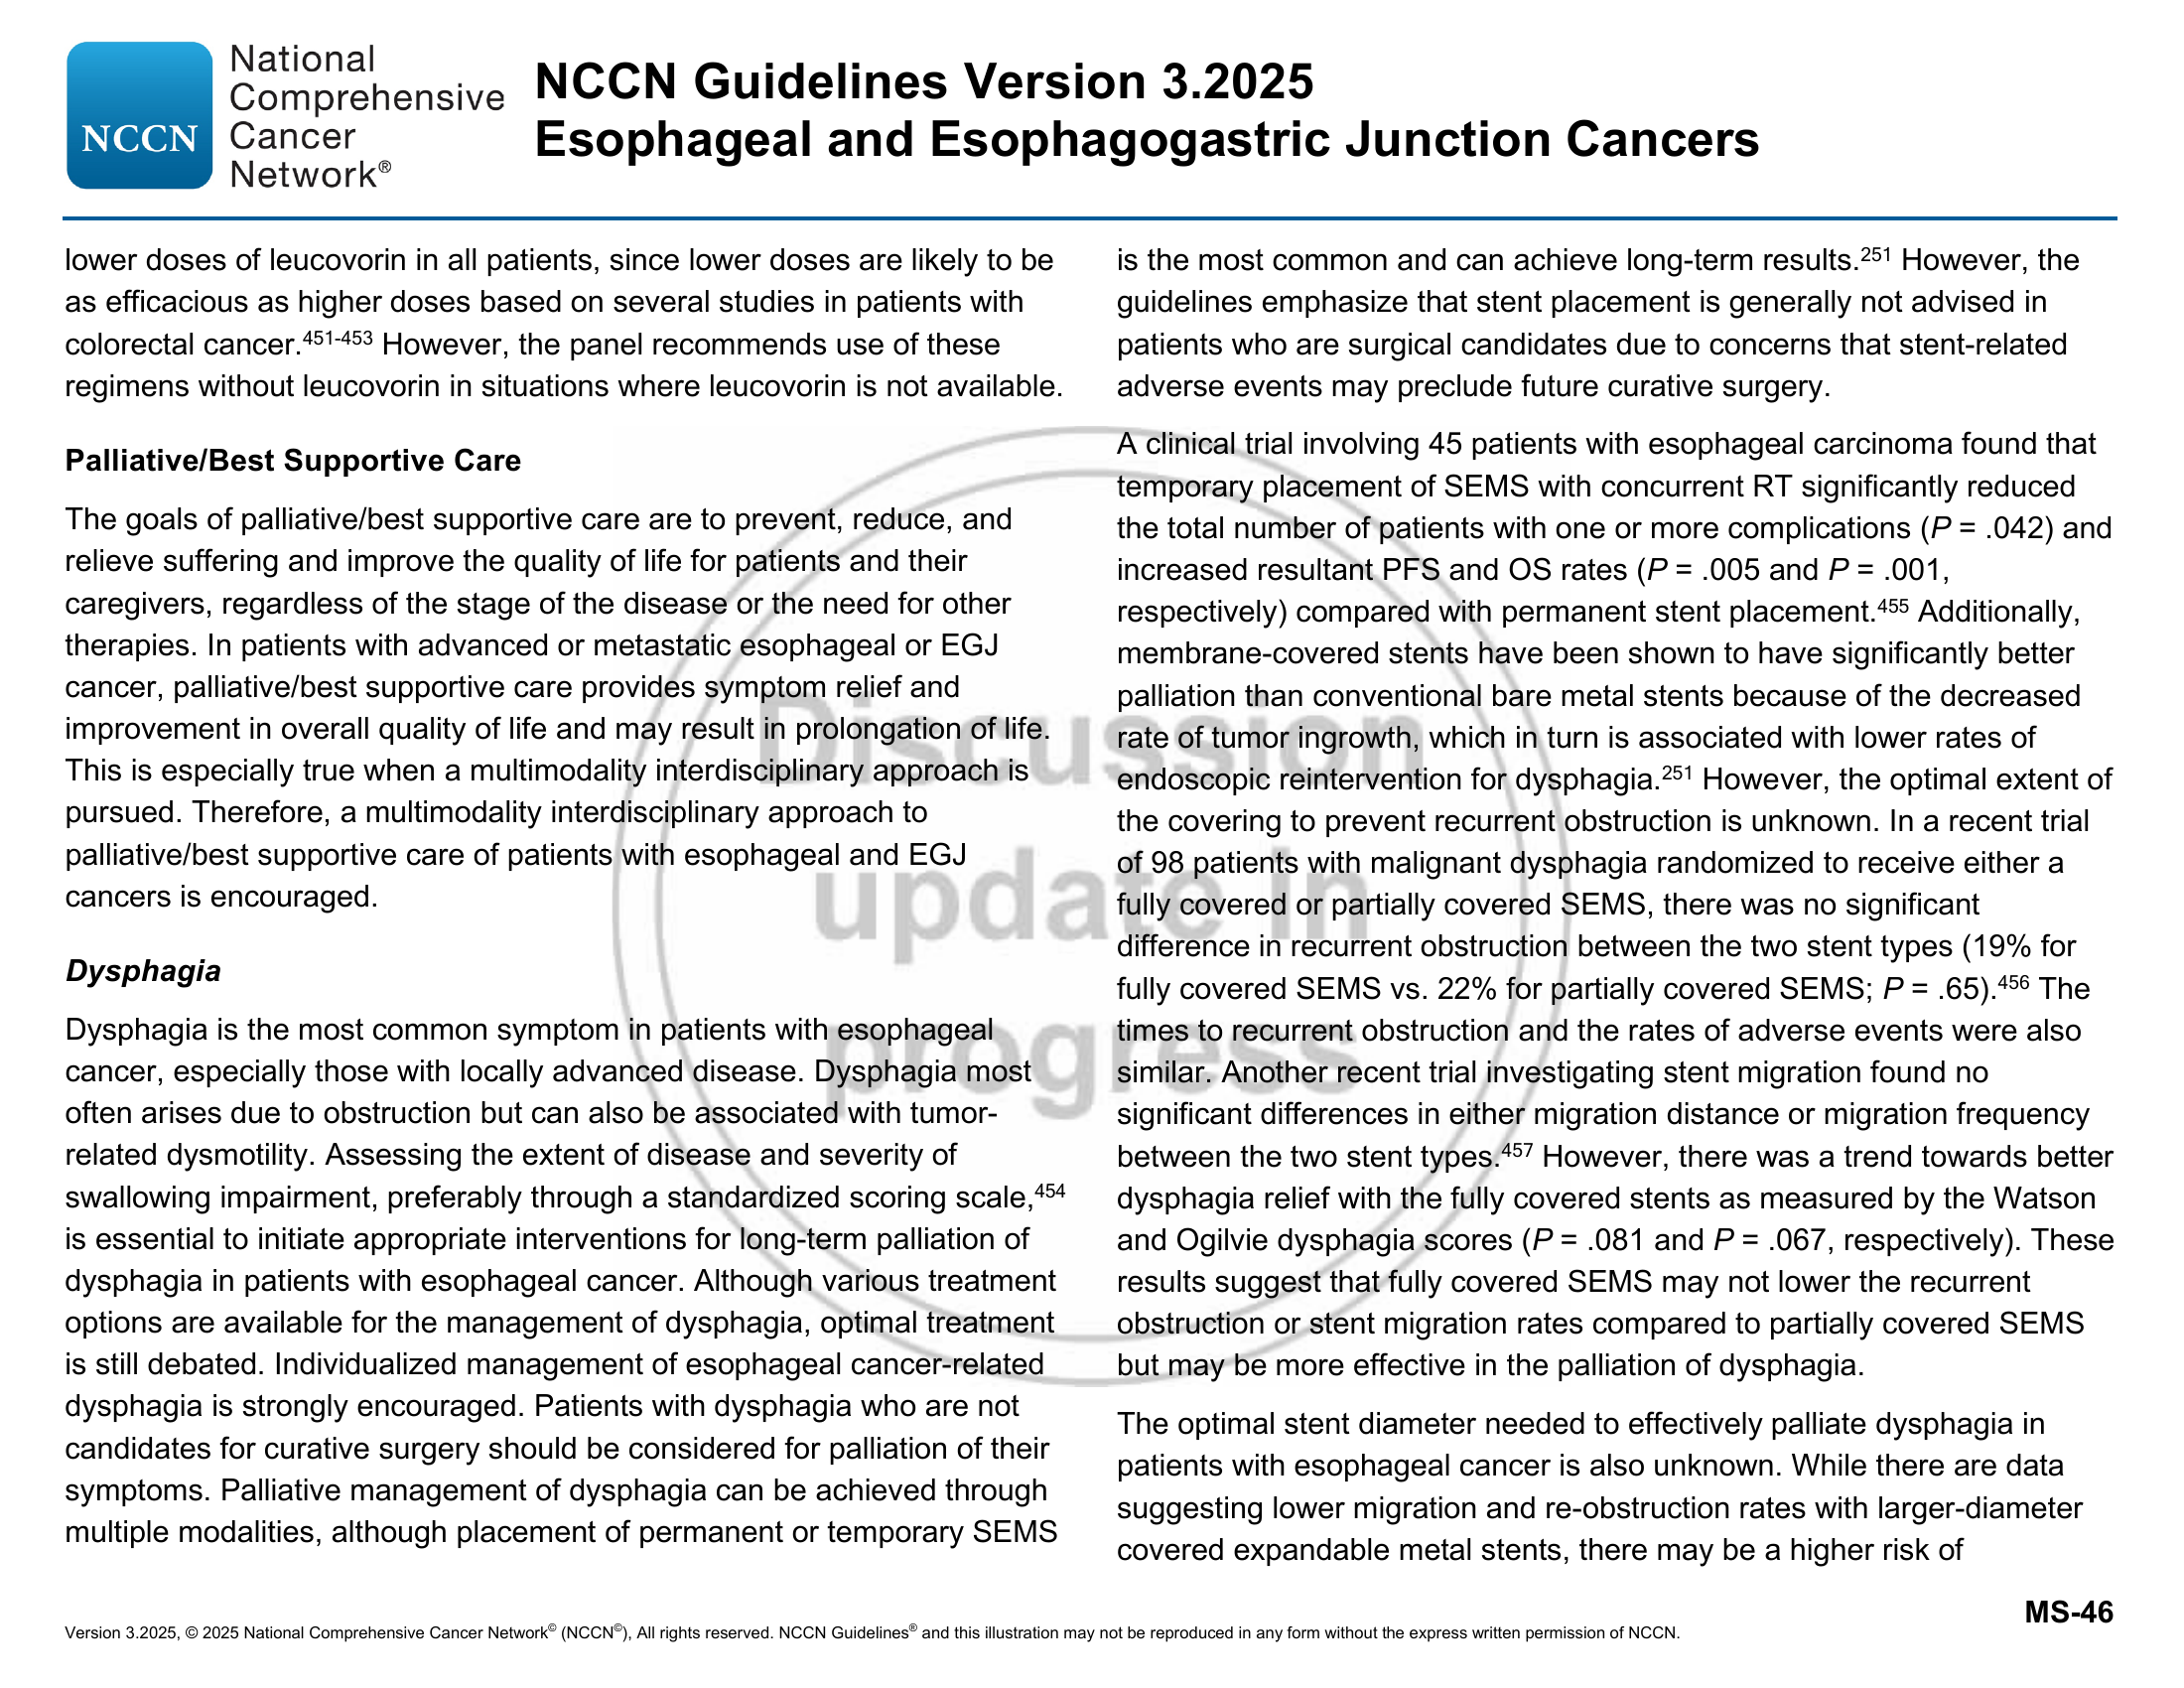 NCCN
National
Comprehensive
Cancer
Network®
NCCN Guidelines Version 3.2025
Esophageal and Esophagogastric Junction Cancers
lower doses of leucovorin in all patients, since lower doses are likely to be
as efficacious as higher doses based on several studies in patients with
colorectal cancer.451-453 However, the panel recommends use of these
regimens without leucovorin in situations where leucovorin is not available.
Palliative/Best Supportive Care
The goals of palliative/best supportive care are to prevent, reduce, and
relieve suffering and improve the quality of life for patients and their
caregivers, regardless of the stage of the disease or the need for other
therapies. In patients with advanced or metastatic esophageal or EGJ
cancer, palliative/best supportive care provides symptom relief and
improvement in overall quality of life and may result in prolongation of life.
This is especially true when a multimodality interdisciplinary approach is
pursued. Therefore, a multimodality interdisciplinary approach to
palliative/best supportive care of patients with esophageal and EGJ
cancers is encouraged.
Dysphagia
Dysphagia is the most common symptom in patients with esophageal
cancer, especially those with locally advanced disease. Dysphagia most
often arises due to obstruction but can also be associated with tumor-
related dysmotility. Assessing the extent of disease and severity of
swallowing impairment, preferably through a standardized scoring scale,454
is essential to initiate appropriate interventions for long-term palliation of
dysphagia in patients with esophageal cancer. Although various treatment
options are available for the management of dysphagia, optimal treatment
is still debated. Individualized management of esophageal cancer-related
dysphagia is strongly encouraged. Patients with dysphagia who are not
candidates for curative surgery should be considered for palliation of their
symptoms. Palliative management of dysphagia can be achieved through
multiple modalities, although placement of permanent or temporary SEMS
is the most common and can achieve long-term results.251 However, the
guidelines emphasize that stent placement is generally not advised in
patients who are surgical candidates due to concerns that stent-related
adverse events may preclude future curative surgery.
A clinical trial involving 45 patients with esophageal carcinoma found that
temporary placement of SEMS with concurrent RT significantly reduced
the total number of patients with one or more complications (P = .042) and
increased resultant PFS and OS rates (P = .005 and P = .001,
respectively) compared with permanent stent placement.455 Additionally,
membrane-covered stents have been shown to have significantly better
palliation than conventional bare metal stents because of the decreased
rate of tumor ingrowth, which in turn is associated with lower rates of
endoscopic reintervention for dysphagia.251 However, the optimal extent of
the covering to prevent recurrent obstruction is unknown. In a recent trial
of 98 patients with malignant dysphagia randomized to receive either a
fully covered or partially covered SEMS, there was no significant
difference in recurrent obstruction between the two stent types (19% for
fully covered SEMS vs. 22% for partially covered SEMS; P = .65).456 The
times to recurrent obstruction and the rates of adverse events were also
similar. Another recent trial investigating stent migration found no
significant differences in either migration distance or migration frequency
between the two stent types.457 However, there was a trend towards better
dysphagia relief with the fully covered stents as measured by the Watson
and Ogilvie dysphagia scores (P = .081 and P = .067, respectively). These
results suggest that fully covered SEMS may not lower the recurrent
obstruction or stent migration rates compared to partially covered SEMS
but may be more effective in the palliation of dysphagia.
The optimal stent diameter needed to effectively palliate dysphagia in
patients with esophageal cancer is also unknown. While there are data
suggesting lower migration and re-obstruction rates with larger-diameter
covered expandable metal stents, there may be a higher risk of
Discussion
update in
progress
MS-46
Version 3.2025, © 2025 National Comprehensive Cancer Network© (NCCN©), All rights reserved. NCCN Guidelines® and this illustration may not be reproduced in any form without the express written permission of NCCN.